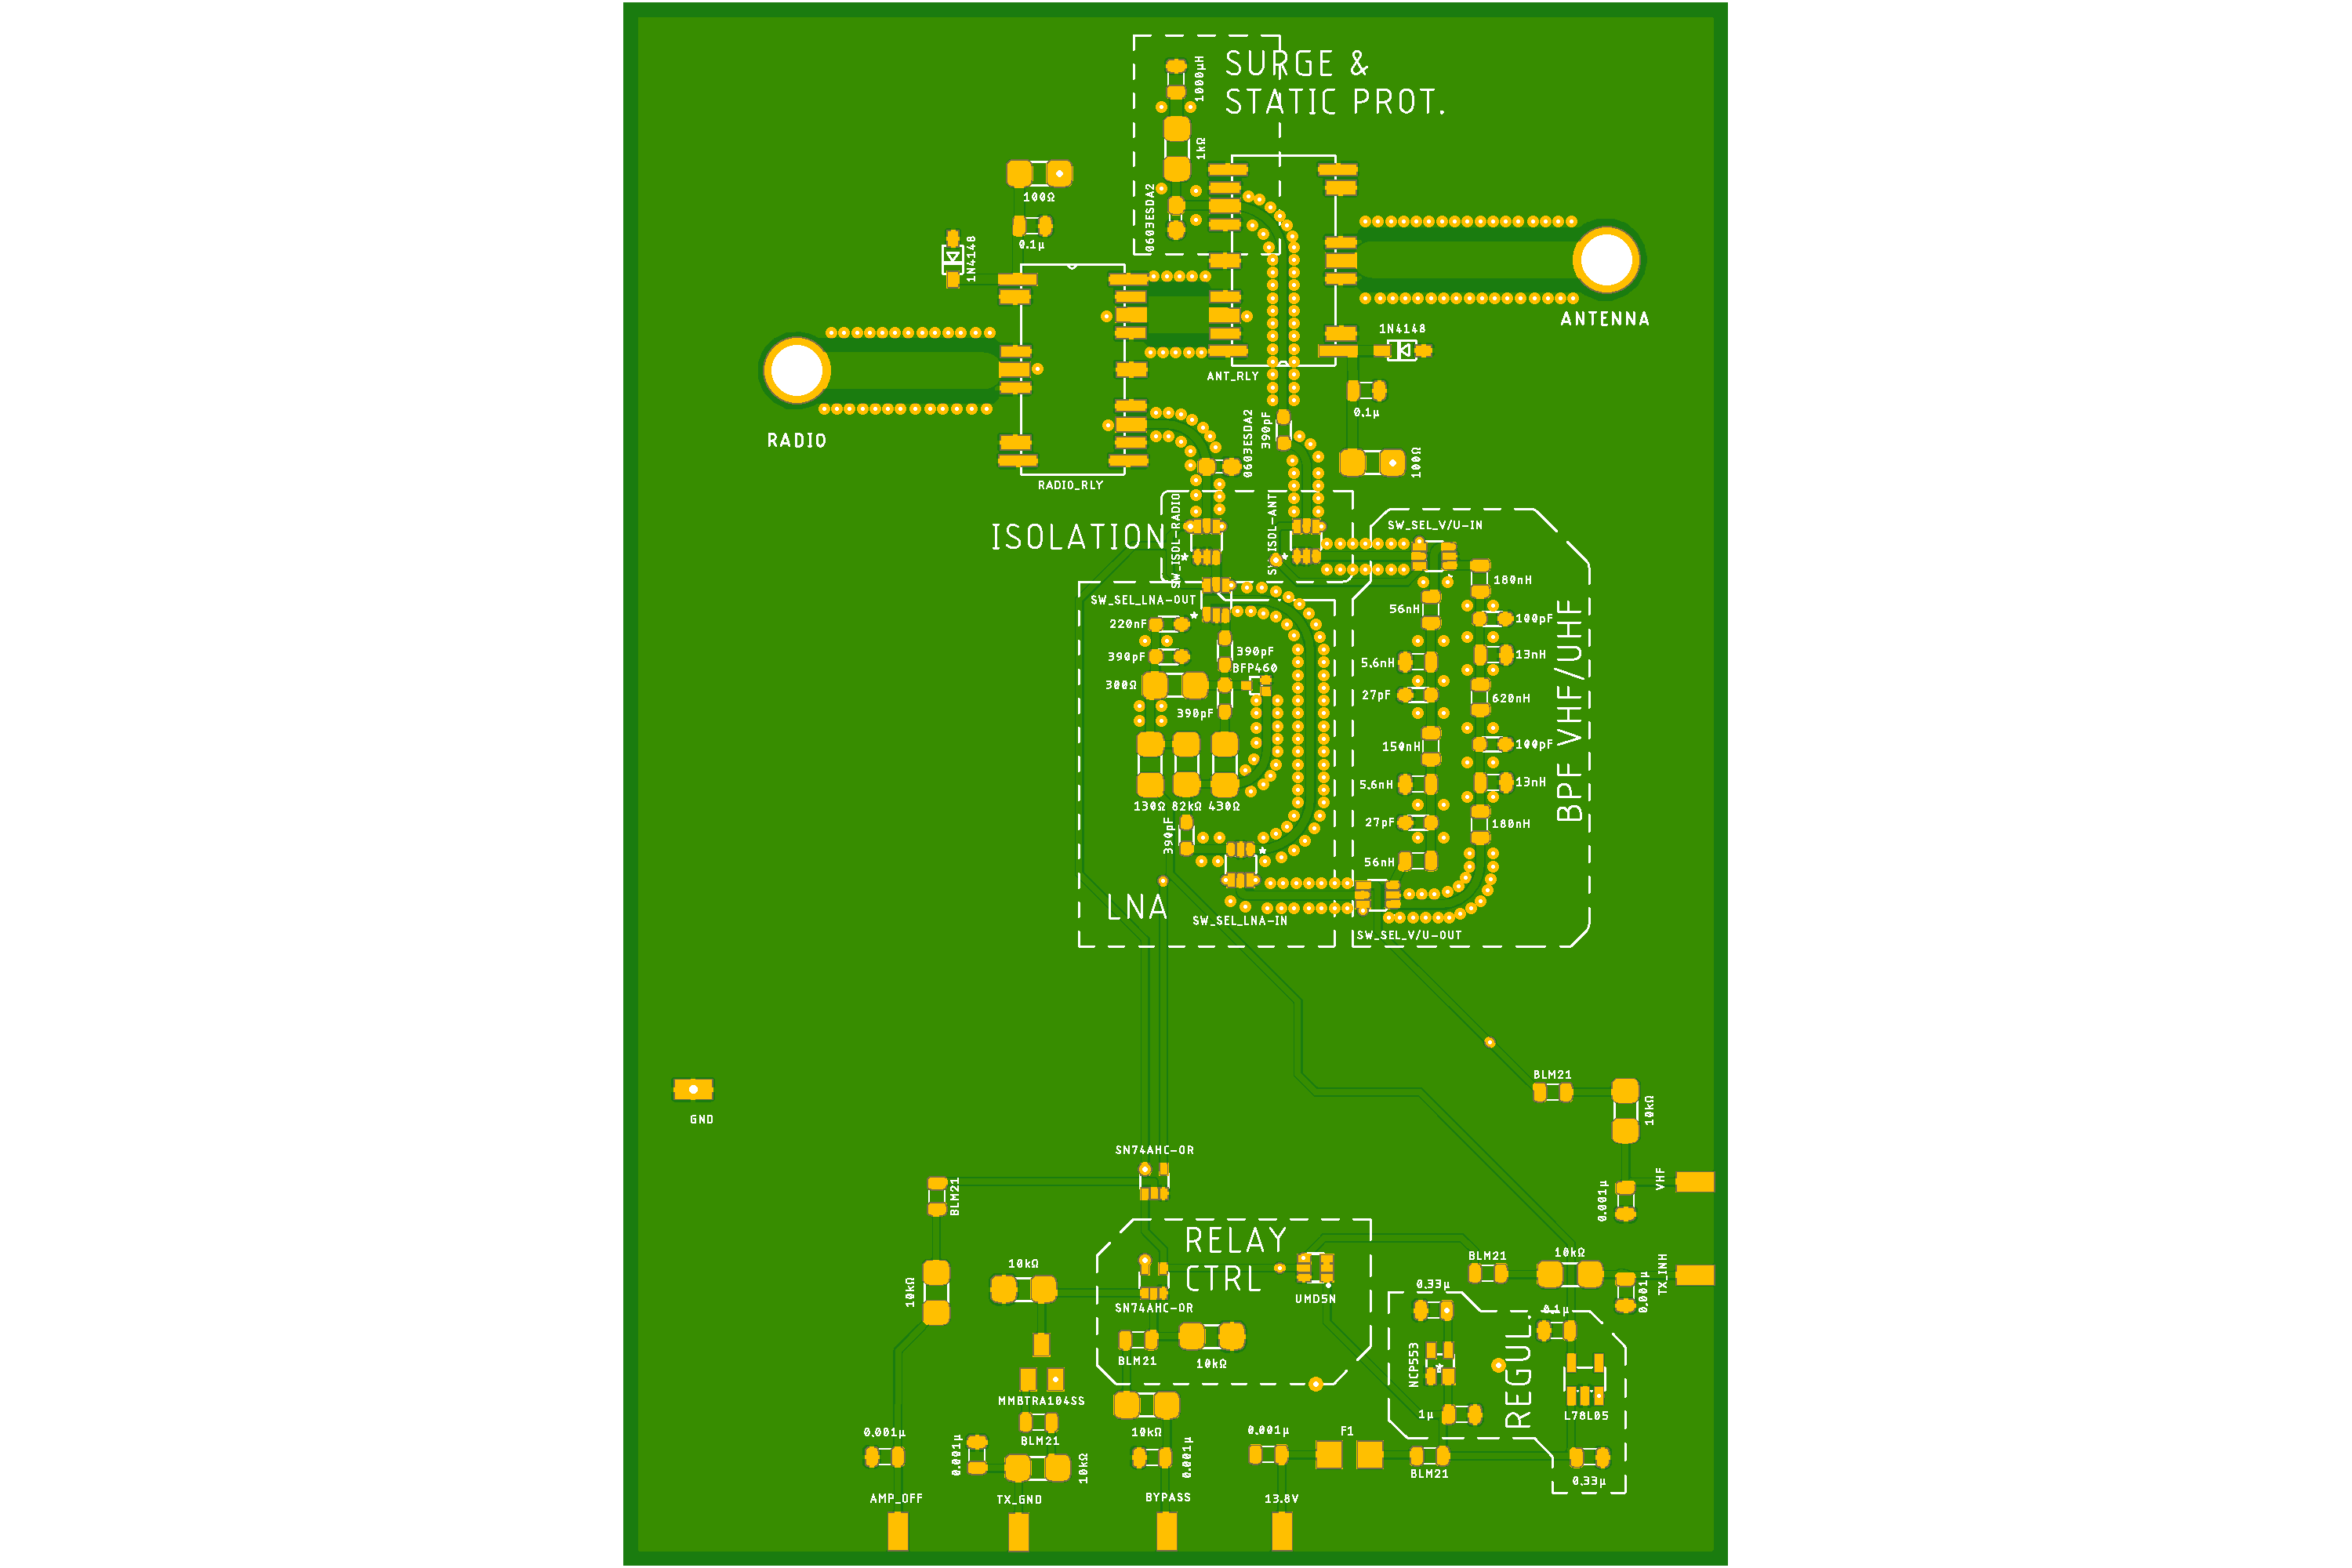 SURGE &
STATIC PROT.
1000µH
1kΩ
0603ESDA2
100Ω
0.1µ
1N4148
ANTENNA
1N4148
ANT_RLY
0.1µ
RADIO
RADIO_RLY
0603ESDA2
390pF
100Ω
ISOLATION
SW_ISOL-RADIO
SW_ISOL-ANT
SW_SEL_V/U-IN
180nH
SW_SEL_LNA-OUT
56nH
100pF
220nF
390pF
390pF
BFP460
13nH
5.6nH
300Ω
27pF
620nH
390pF
BPF VHF/UHF
150nH
100pF
5.6nH
13nH
130Ω 82kΩ 430Ω
27pF
180nH
390pF
56nH
LNA
SW_SEL_LNA-IN
SW_SEL_V/U-OUT
GND
BLM21
10kΩ
SN74AHC-OR
BLM21
VHF
0.001µ
RELAY
CTRL
10kΩ
10kΩ
BLM21
10kΩ
TX_INH
0.001µ
UMD5N
SN74AHC-OR
0.33µ
0.1µ
BLM21
10kΩ
NCP553
REGUL.
MMBTRA104SS
L78L05
1µ
BLM21
10kΩ
0.001µ
F1
0.001µ
0.001µ
10kΩ
0.001µ
BLM21
0.33µ
AMP_OFF
TX_GND
BYPASS
13.8V